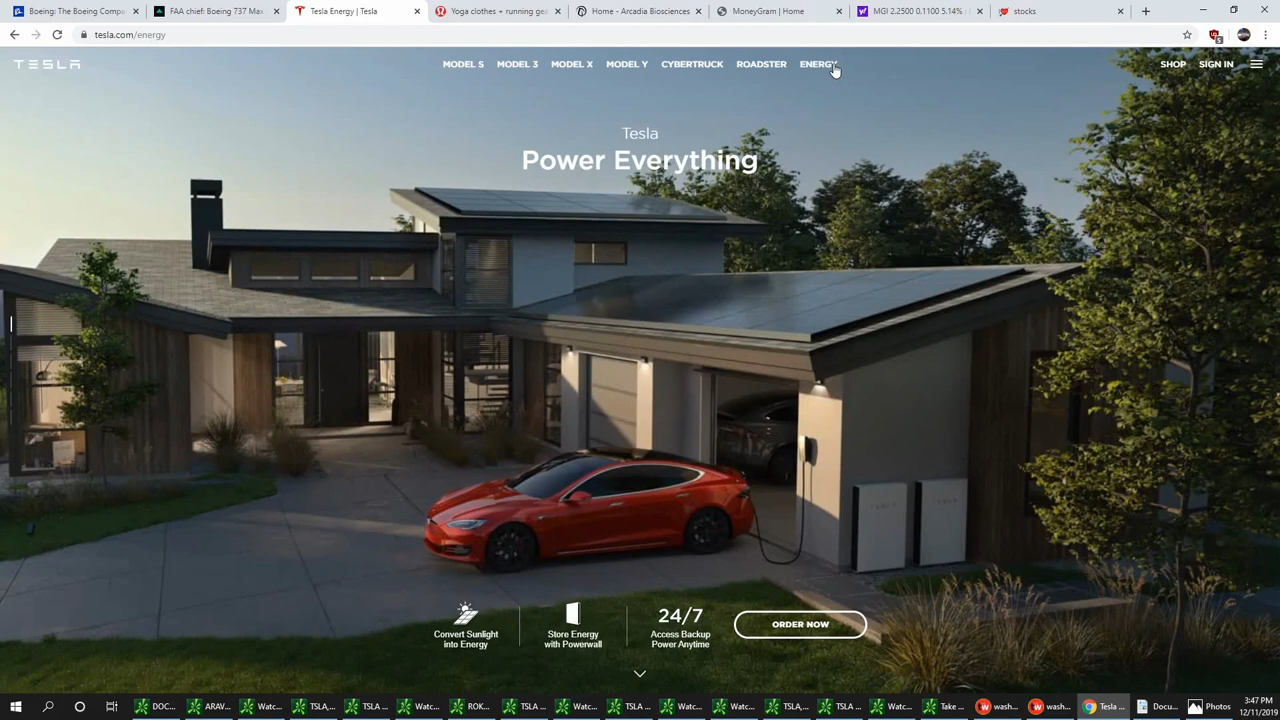 Boeing: The Boeing Comp
FAA chief: Boeing 737 Max
Tesla Energy | Tesla
Yoga clothes + running ge
Home - Arcadia Biosciences
MoneyGram | Home
MGI 2.2500 0.1100 5.14% : 
stocks
tesla.com/energy
5
TESLA
MODEL S
MODEL 3
MODEL X
MODEL Y
CYBERTRUCK
ROADSTER
ENERGY
SHOP
SIGN IN
Tesla
Power Everything
Convert Sunlight
into Energy
Store Energy
with Powerwall
24/7
Access Backup
Power Anytime
ORDER NOW
DOC...
ARAV...
Watc...
TSLA ...
TSLA ...
Watc...
ROK...
TSLA ...
TSLA ...
Watc...
TSLA ...
Watc...
TSLA,...
TSLA ...
Watc...
Take ...
wash...
wash...
Tesla ...
Docu...
Photos
3:47 PM
12/11/2019